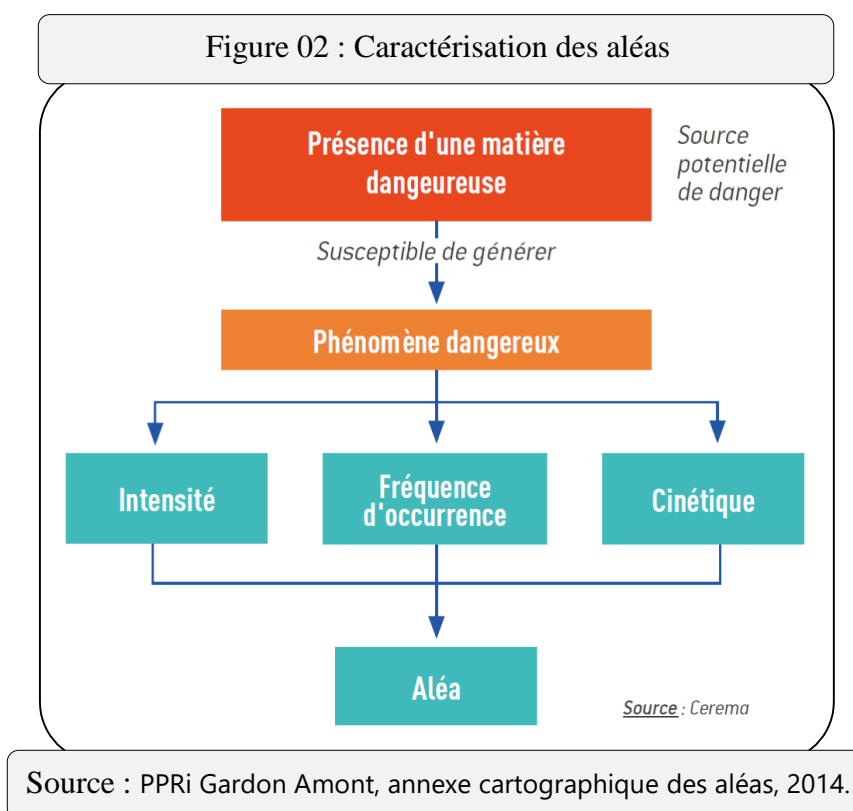 Figure 02 : Caractérisation des aléas
Présence d'une matière
dangeureuse
Source
potentielle
de danger
Susceptible de générer
Phénomène dangereux
Intensité
Fréquence
d'occurrence
Cinétique
Aléa
Source : Cerema
Source : PPRi Gardon Amont, annexe cartographique des aléas, 2014.